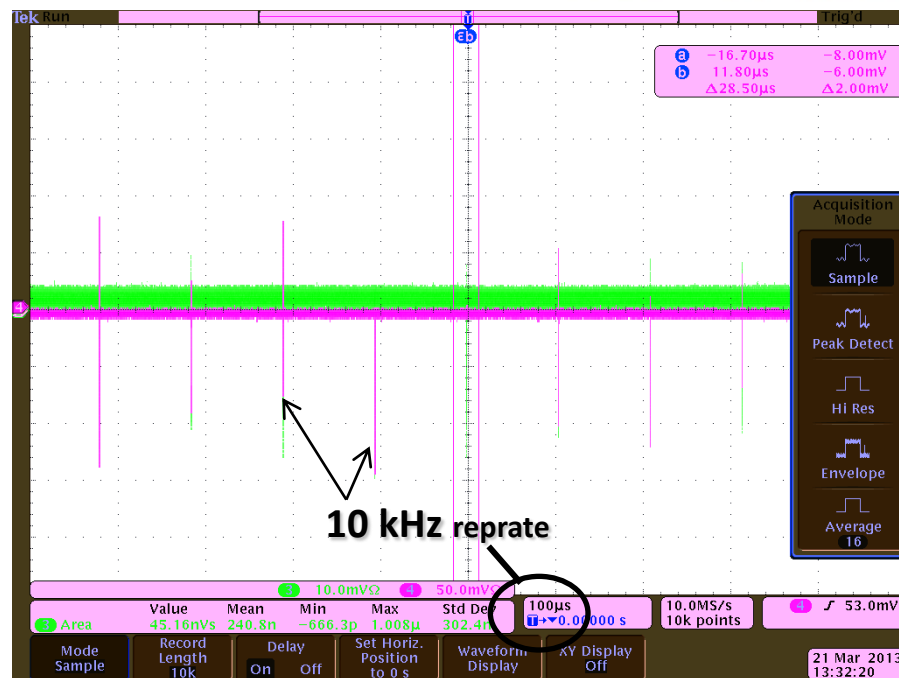 Tek Run Trig'd
T
a b
a −16.70μs −8.00mV
b 11.80μs −6.00mV
Δ28.50μs Δ2.00mV
Acquisition
Mode
Sample
4
Peak Detect
Hi Res
Envelope
Average
16
10 kHz reprate
3 10.0mVΩ 4 50.0mVΩ
Value Mean Min Max Std Dev
3 Area 45.16nVs 240.8n −666.3p 1.008μ 302.4n
100μs
T→▼0.00000 s
10.0MS/s
10k points
4 53.0mV
Mode
Sample
Record
Length
10k
Delay
On Off
Set Horiz.
Position
to 0 s
Waveform
Display
XY Display
Off
21 Mar 2013
13:32:20